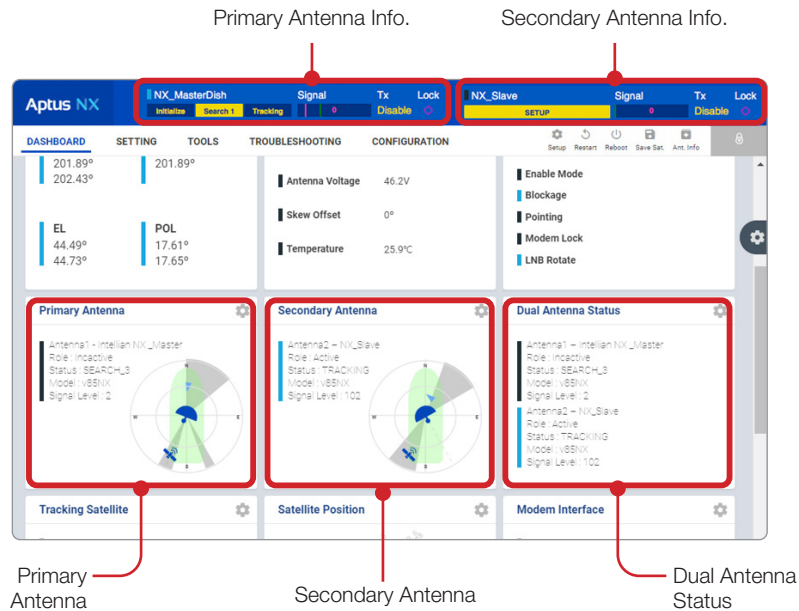 Primary Antenna Info.
Secondary Antenna Info.
Aptus NX
NX_MasterDish
Signal
Tx
Lock
Initialize
Search 1
Tracking
0
Disable
NX_Slave
Signal
Tx
Lock
SETUP
0
Disable
DASHBOARD
SETTING
TOOLS
TROUBLESHOOTING
CONFIGURATION
Setup
Restart
Reboot
Save Sat.
Ant. Info
201.89°
202.43°
201.89°
EL
44.49°
44.73°
POL
17.61°
17.65°
Antenna Voltage 46.2V
Skew Offset 0°
Temperature 25.9°C
Enable Mode
Blockage
Pointing
Modem Lock
LNB Rotate
Primary Antenna
Antenna1 - Intellian NX _Master
Role : Incactive
Status : SEARCH_3
Model : v85NX
Signal Level : 2
N
W
E
S
Secondary Antenna
Antenna2 – NX_Slave
Role : Active
Status : TRACKING
Model : v85NX
Signal Level : 102
N
W
E
S
Dual Antenna Status
Antenna1 – Intellian NX _Master
Role : Incactive
Status : SEARCH_3
Model : v85NX
Signal Level : 2
Antenna2 – NX_Slave
Role : Active
Status : TRACKING
Model : v85NX
Signal Level : 102
Tracking Satellite
Satellite Position
Modem Interface
Primary
Antenna
Secondary Antenna
Dual Antenna
Status